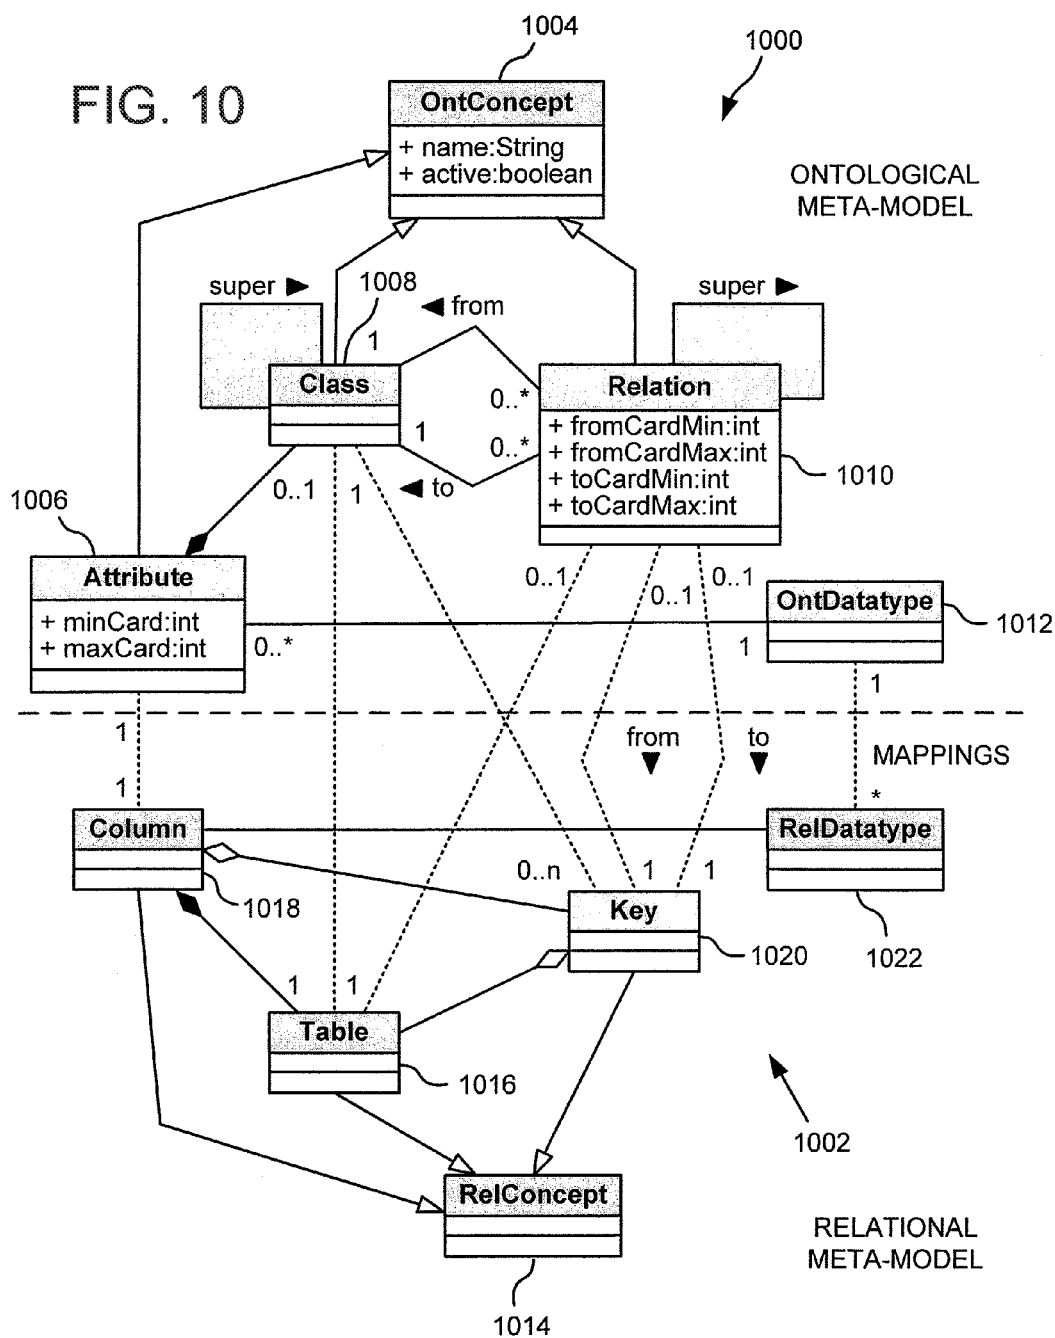 1004
1000
FIG. 10
OntConcept
+ name:String
+ active:boolean
ONTOLOGICAL
META-MODEL
super ►
1008
◄ from
super ►
1
Class
Relation
0..*
+ fromCardMin:int
+ fromCardMax:int
+ toCardMin:int
+ toCardMax:int
1
0..*
1010
◄ to
0..1
1
1006
Attribute
+ minCard:int
+ maxCard:int
0..1
0..1
0..1
OntDatatype
1012
0..*
1
1
1
from
▼
to
▼
MAPPINGS
1
*
Column
RelDatatype
1018
0..n
1
1
Key
1020
1022
1
1
Table
1016
1002
RelConcept
RELATIONAL
META-MODEL
1014